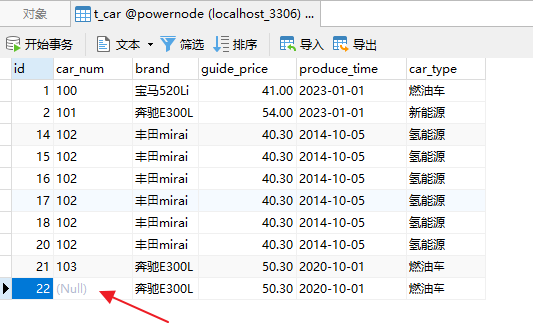 对象 t_car @powernode (localhost_3306) ...
开始事务 文本 筛选 排序 导入 导出
id car_num brand guide_price produce_time car_type
1 100 宝马520Li 41.00 2023-01-01 燃油车
2 101 奔驰E300L 54.00 2023-01-01 新能源
14 102 丰田mirai 40.30 2014-10-05 氢能源
15 102 丰田mirai 40.30 2014-10-05 氢能源
16 102 丰田mirai 40.30 2014-10-05 氢能源
17 102 丰田mirai 40.30 2014-10-05 氢能源
18 102 丰田mirai 40.30 2014-10-05 氢能源
20 102 丰田mirai 40.30 2014-10-05 氢能源
21 103 奔驰E300L 50.30 2020-10-01 燃油车
22 (Null) 奔驰E300L 50.30 2020-10-01 燃油车